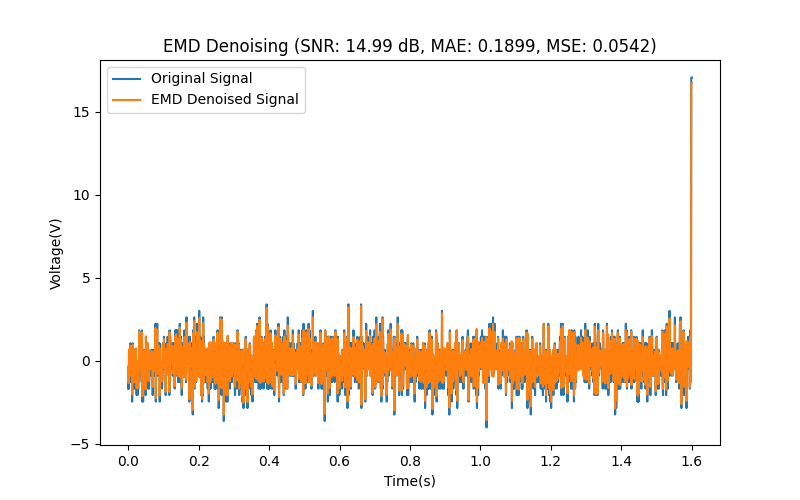 EMD Denoising (SNR: 14.99 dB, MAE: 0.1899, MSE: 0.0542)
Original Signal
EMD Denoised Signal
15
10
5
0
−5
Voltage(V)
0.0 0.2 0.4 0.6 0.8 1.0 1.2 1.4 1.6
Time(s)